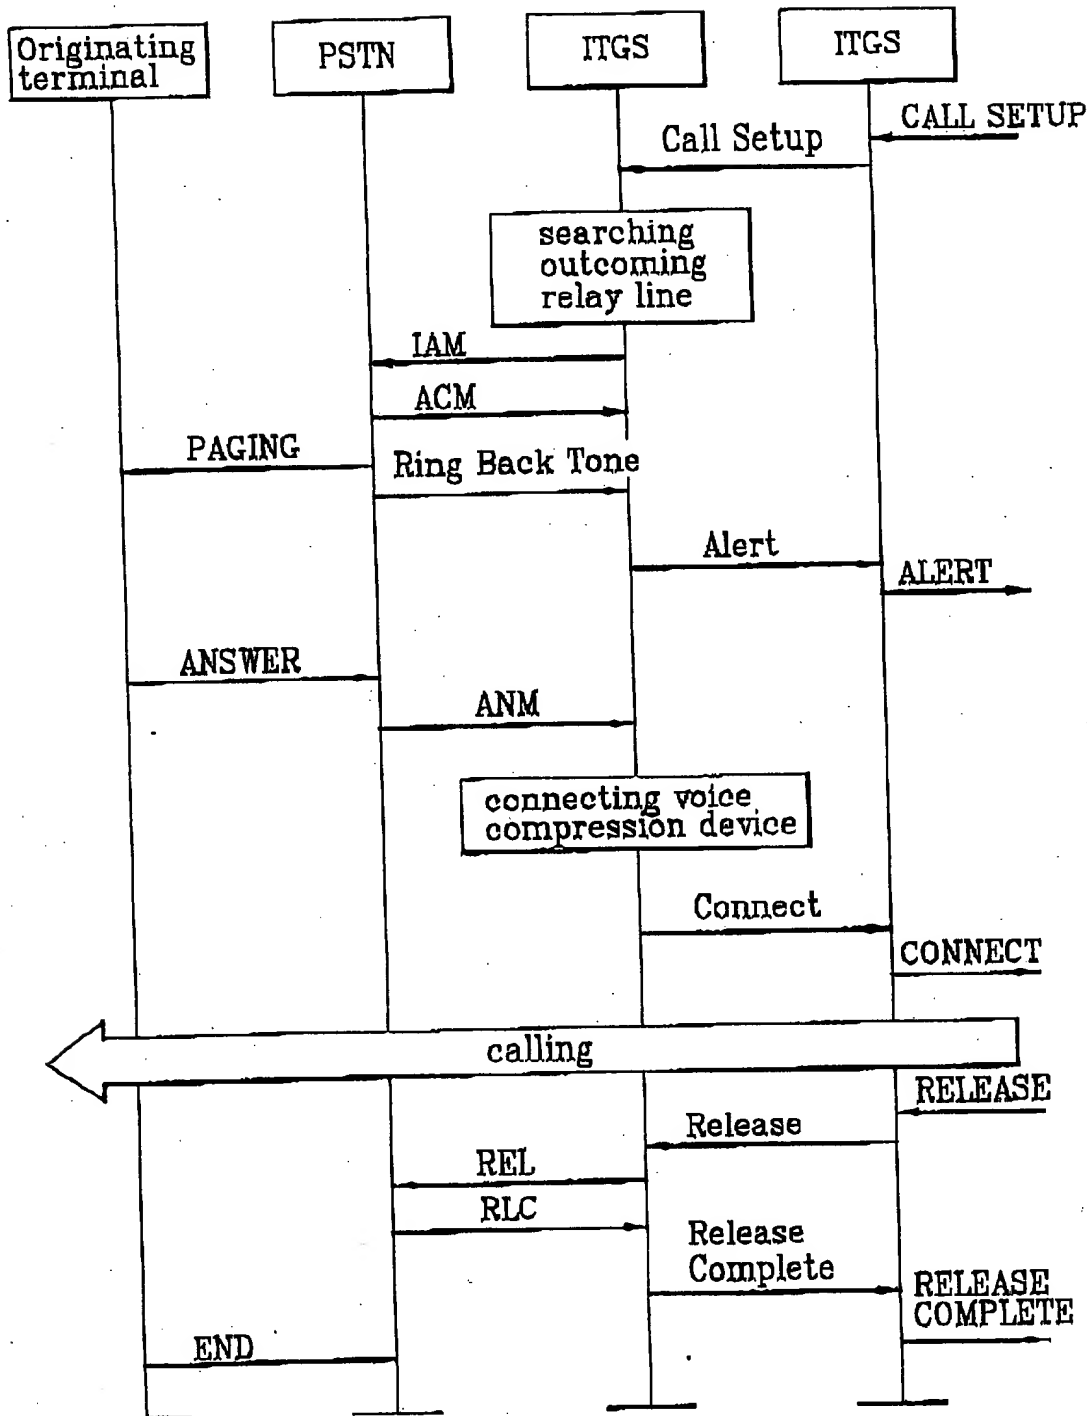 Originating
terminal
PSTN
ITGS
ITGS
CALL SETUP
Call Setup
searching
outcoming
relay line
IAM
ACM
PAGING
Ring Back Tone
Alert
ALERT
ANSWER
ANM
connecting voice
compression device
Connect
CONNECT
calling
RELEASE
Release
REL
RLC
Release
Complete
RELEASE
COMPLETE
END